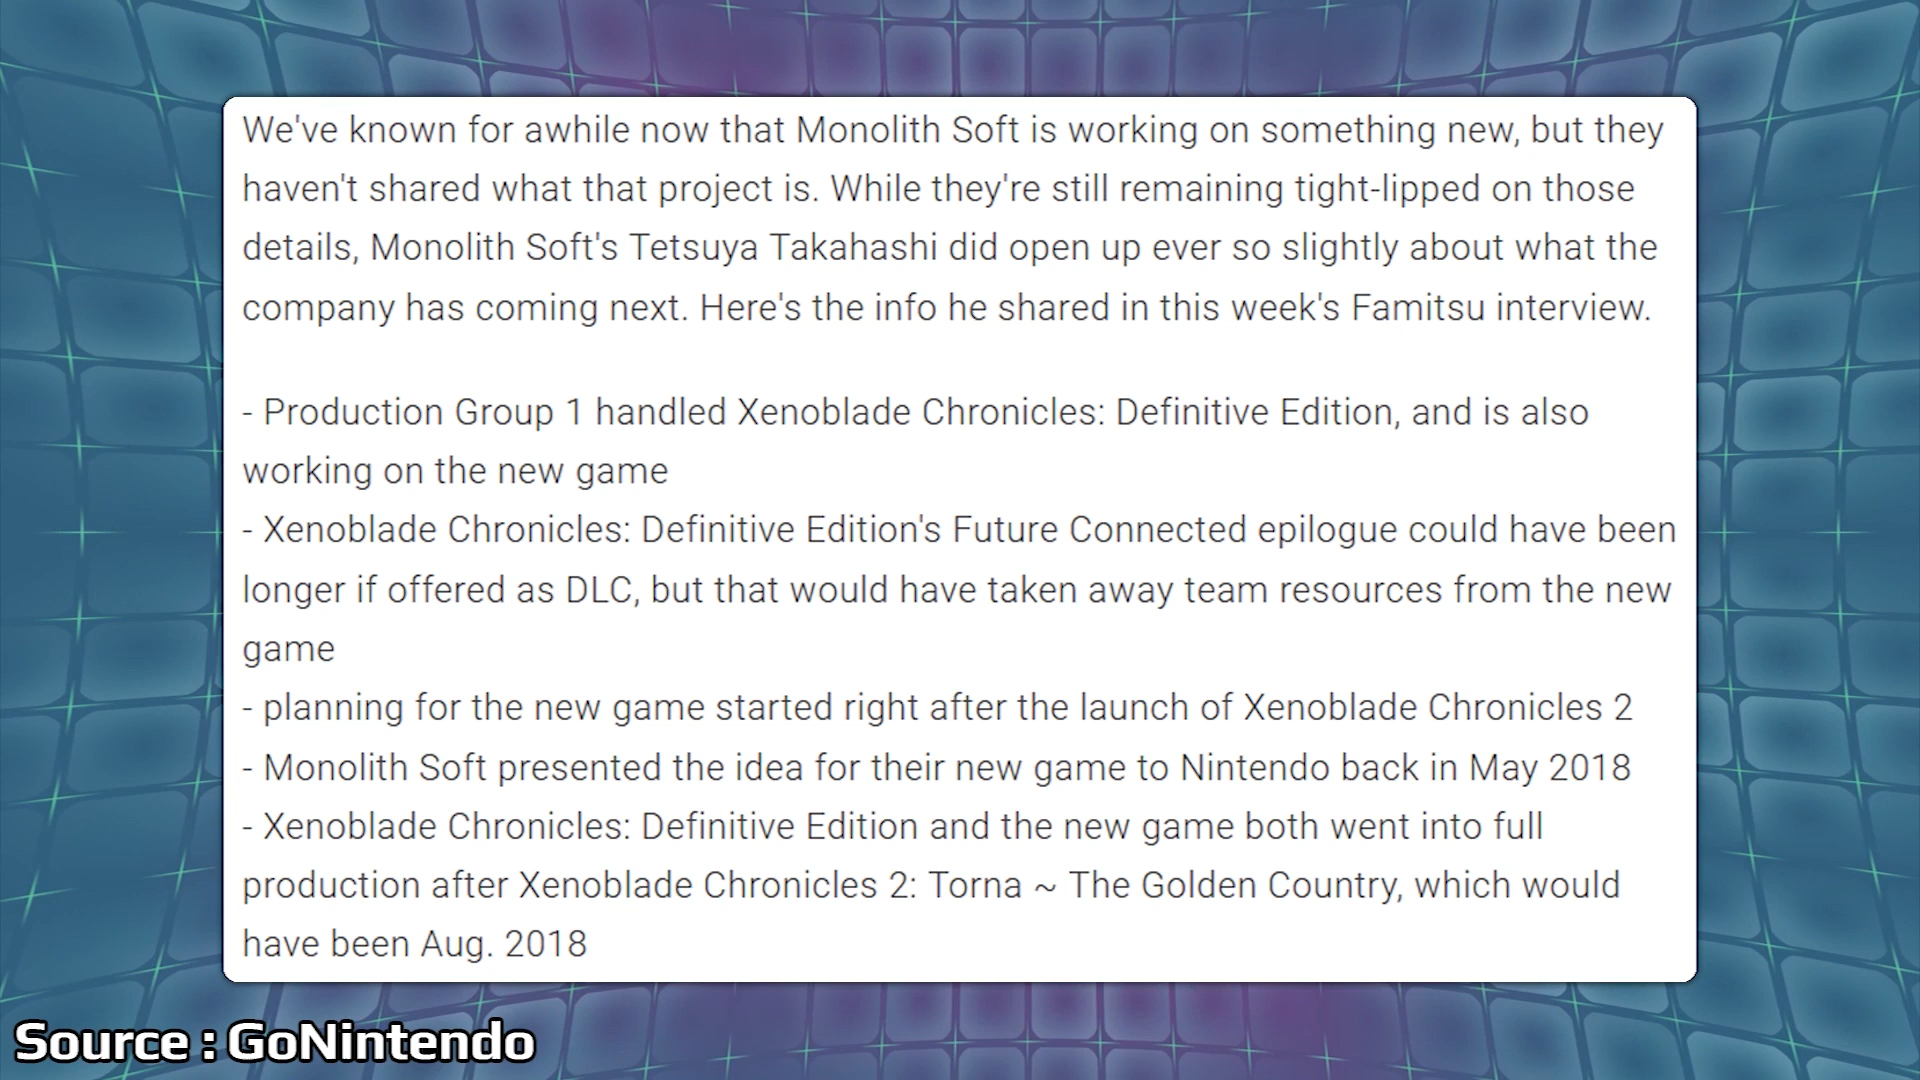 We've known for awhile now that Monolith Soft is working on something new, but they
haven't shared what that project is. While they're still remaining tight-lipped on those
details, Monolith Soft's Tetsuya Takahashi did open up ever so slightly about what the
company has coming next. Here's the info he shared in this week's Famitsu interview.
- Production Group 1 handled Xenoblade Chronicles: Definitive Edition, and is also
working on the new game
- Xenoblade Chronicles: Definitive Edition's Future Connected epilogue could have been
longer if offered as DLC, but that would have taken away team resources from the new
game
- planning for the new game started right after the launch of Xenoblade Chronicles 2
- Monolith Soft presented the idea for their new game to Nintendo back in May 2018
- Xenoblade Chronicles: Definitive Edition and the new game both went into full
production after Xenoblade Chronicles 2: Torna ~ The Golden Country, which would
have been Aug. 2018
Source : GoNintendo